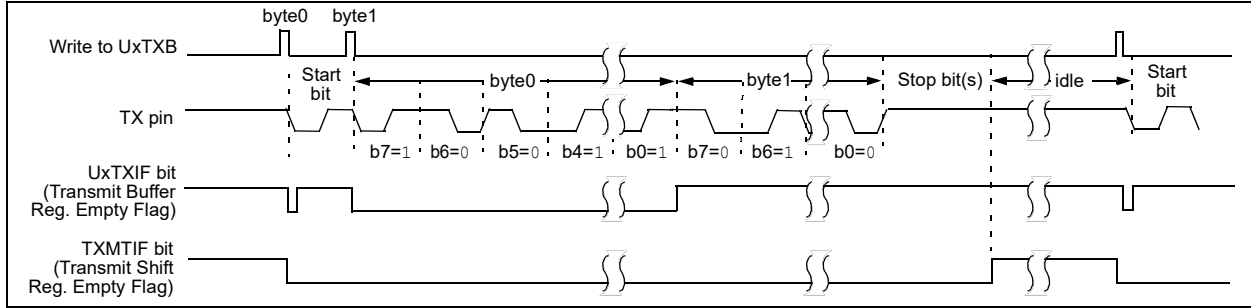 byte0 byte1
Write to UxTXB
Start
bit
byte0
byte1
Stop bit(s)
idle
Start
bit
TX pin
b7=1 b6=0 b5=0 b4=1 b0=1 b7=0 b6=1 b0=0
UxTXIF bit
(Transmit Buffer
Reg. Empty Flag)
TXMTIF bit
(Transmit Shift
Reg. Empty Flag)